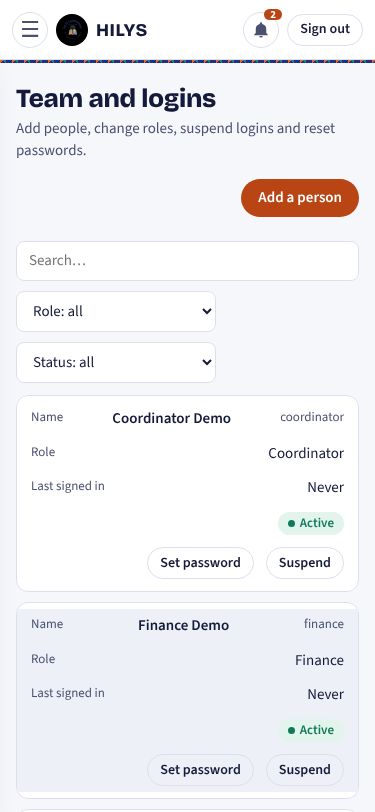 HILYS
2
Sign out
Team and logins
Add people, change roles, suspend logins and reset
passwords.
Add a person
Search…
Role: all
Status: all
Name Coordinator Demo coordinator
Role Coordinator
Last signed in Never
Active
Set password Suspend
Name Finance Demo finance
Role Finance
Last signed in Never
Active
Set password Suspend